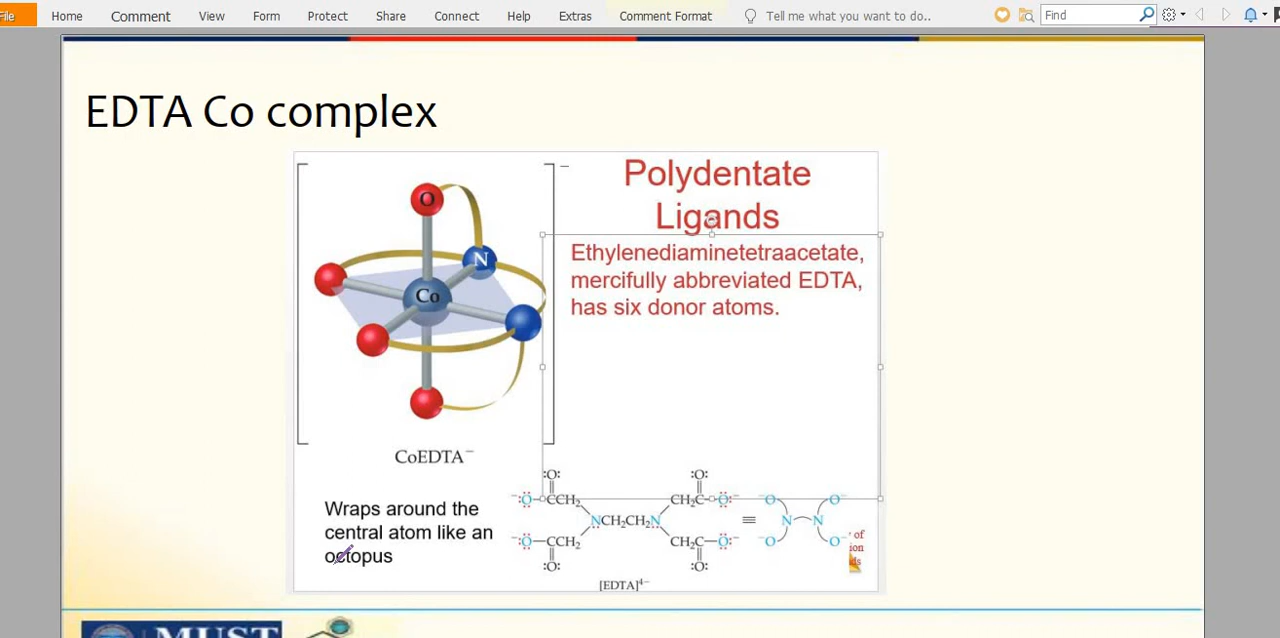 File Home Comment View Form Protect Share Connect Help Extras Comment Format Tell me what you want to do.. Find
EDTA Co complex
Polydentate
Ligands
Ethylenediaminetetraacetate,
mercifully abbreviated EDTA,
has six donor atoms.
O
N
Co
CoEDTA⁻
Wraps around the
central atom like an
octopus
:O: :O:
⁻:Ö–CCH₂ CH₂C–Ö:⁻ ⁻O O⁻
NCH₂CH₂N ≡ N N
⁻:Ö–CCH₂ CH₂C–Ö:⁻ ⁻O O⁻
:O: :O:
[EDTA]⁴⁻
of
ion
MUST